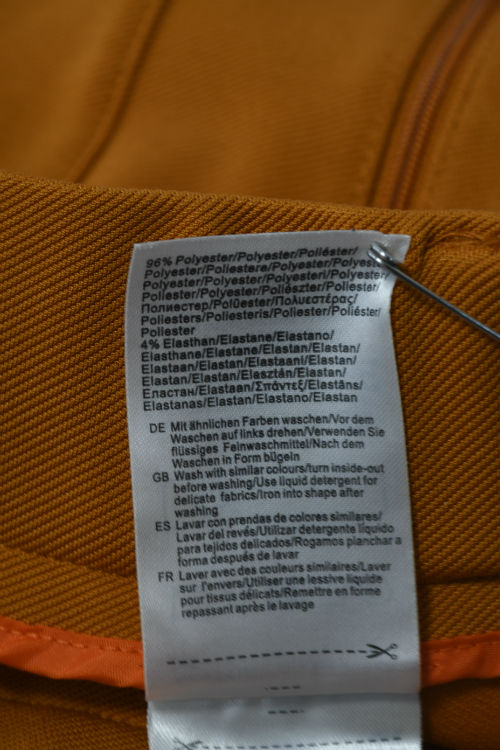 96% Polyester/Polyester/Poliéster/
Polyester/Poliestere/Polyester/Polyester/
Polyester/Polyester/Polyesteri/Polyester/
Polyester/Poliester/Poliészter/Poliester/
Полиестер/Polüester/Πολυεστέρας/
Poliesters/Poliesteris/Poliester/Poliéster/
Poliester
4% Elasthan/Elastane/Elastano/
Elasthane/Elastane/Elastan/Elastan/
Elastan/Elastaan/Elastaani/Elastan/
Elastan/Elastan/Elasztán/Elastan/
Еластан/Elastaan/Σπάντεξ/Elastāns/
Elastanas/Elastan/Elastano/Elastan
DE Mit ähnlichen Farben waschen/Vor dem
Waschen auf links drehen/Verwenden Sie
flüssiges Feinwaschmittel/Nach dem
Waschen in Form bügeln
GB Wash with similar colours/turn inside-out
before washing/Use liquid detergent for
delicate fabrics/Iron into shape after
washing
ES Lavar con prendas de colores similares/
Lavar del revés/Utilizar detergente líquido
para tejidos delicados/Rogamos planchar a
forma después de lavar
FR Laver avec des couleurs similaires/Laver
sur l'envers/Utiliser une lessive liquide
pour tissus délicats/Remettre en forme
repassant après le lavage